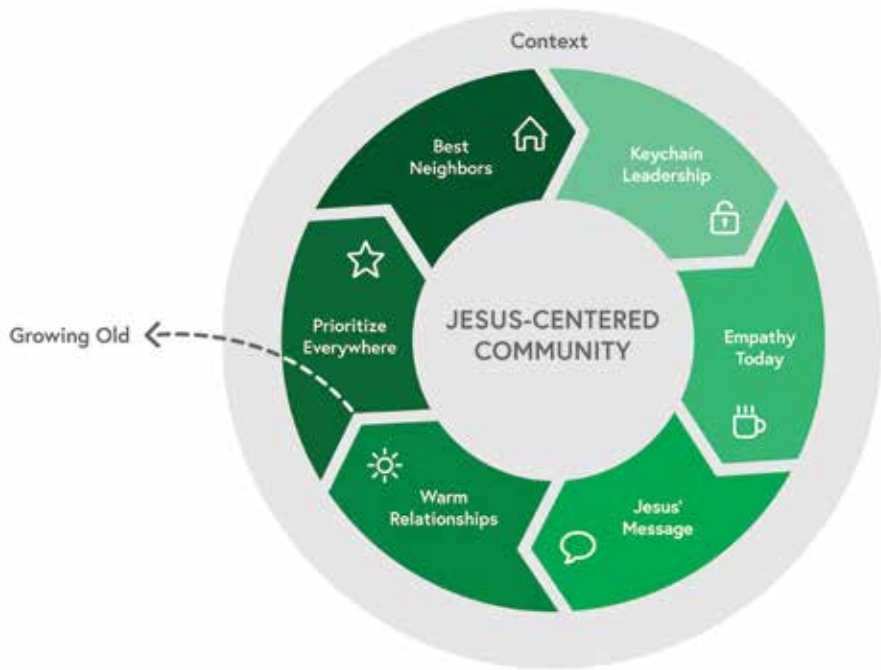 Context
Best
Neighbors
Keychain
Leadership
Growing Old
Prioritize
Everywhere
JESUS-CENTERED
COMMUNITY
Empathy
Today
Warm
Relationships
Jesus'
Message